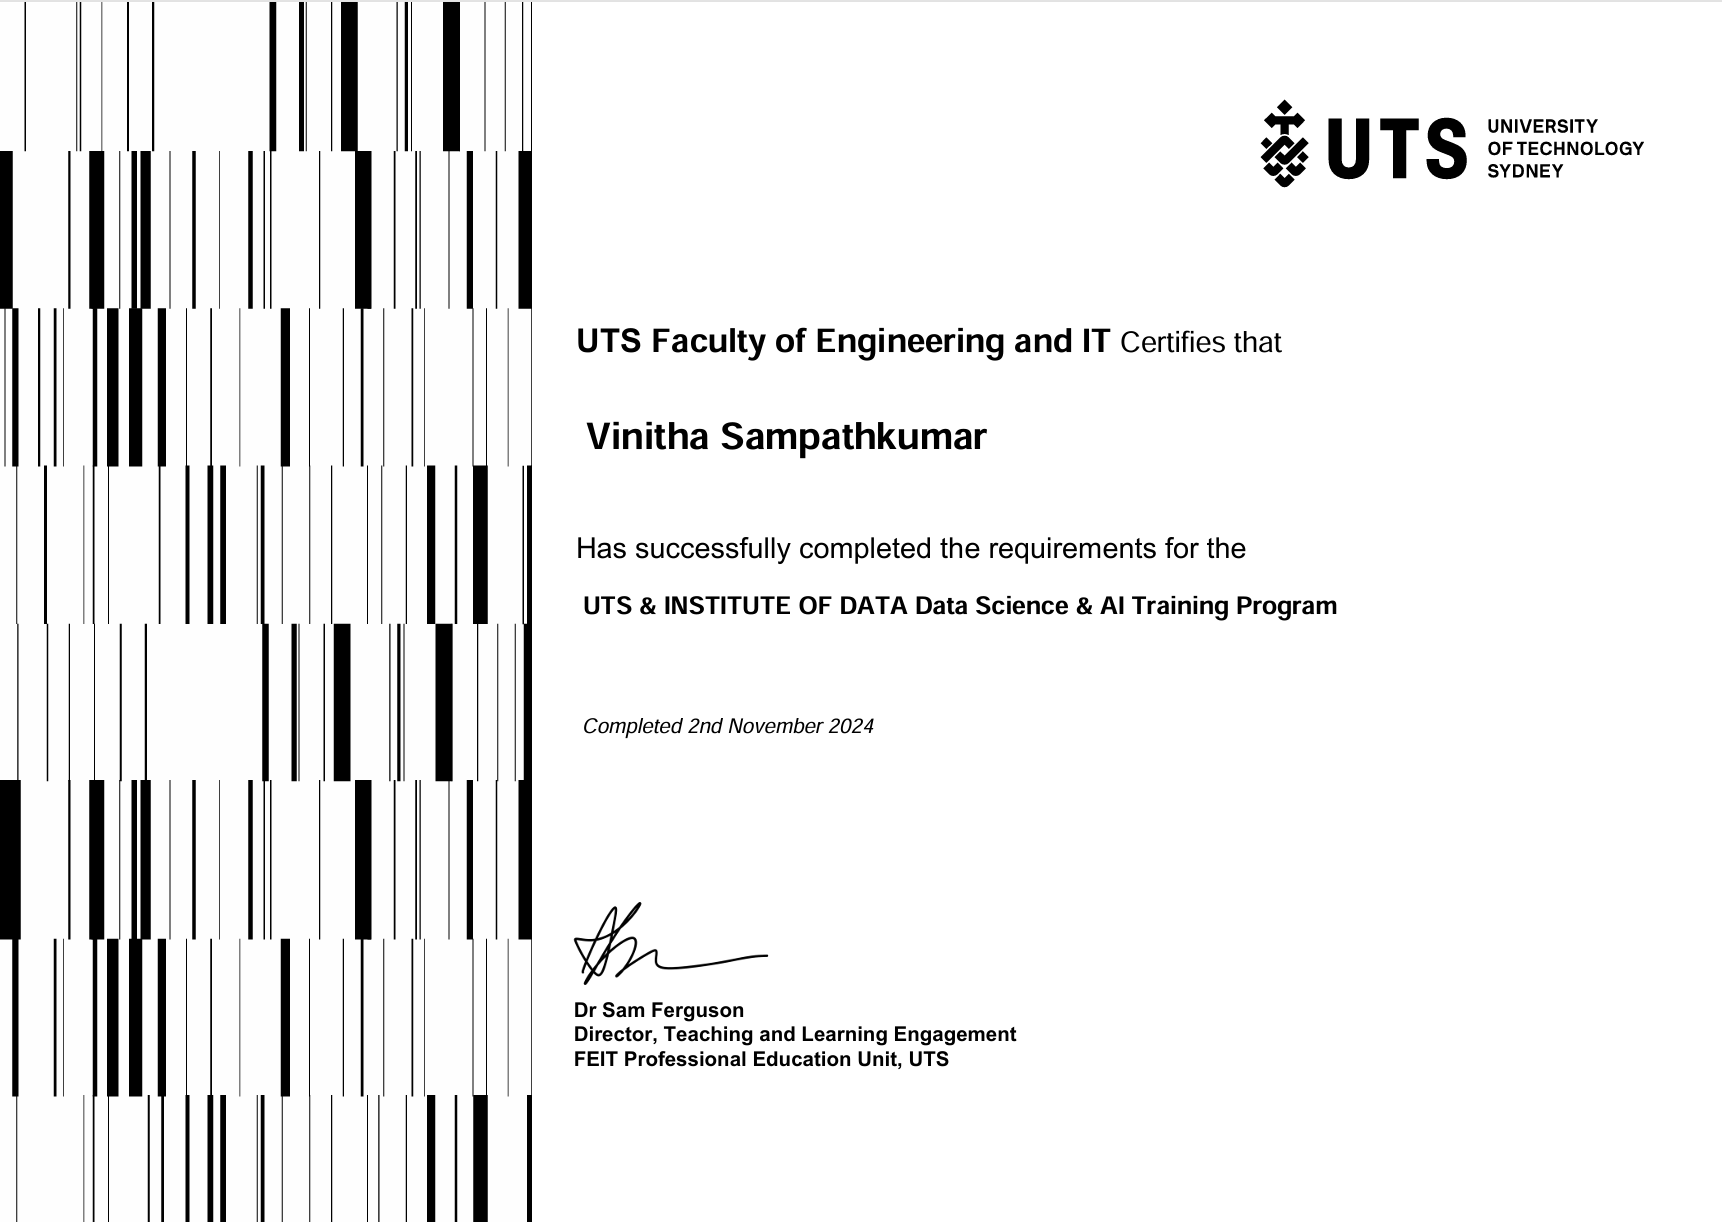 UTS
UNIVERSITY
OF TECHNOLOGY
SYDNEY
UTS Faculty of Engineering and IT Certifies that
Vinitha Sampathkumar
Has successfully completed the requirements for the
UTS & INSTITUTE OF DATA Data Science & AI Training Program
Completed 2nd November 2024
Dr Sam Ferguson
Director, Teaching and Learning Engagement
FEIT Professional Education Unit, UTS